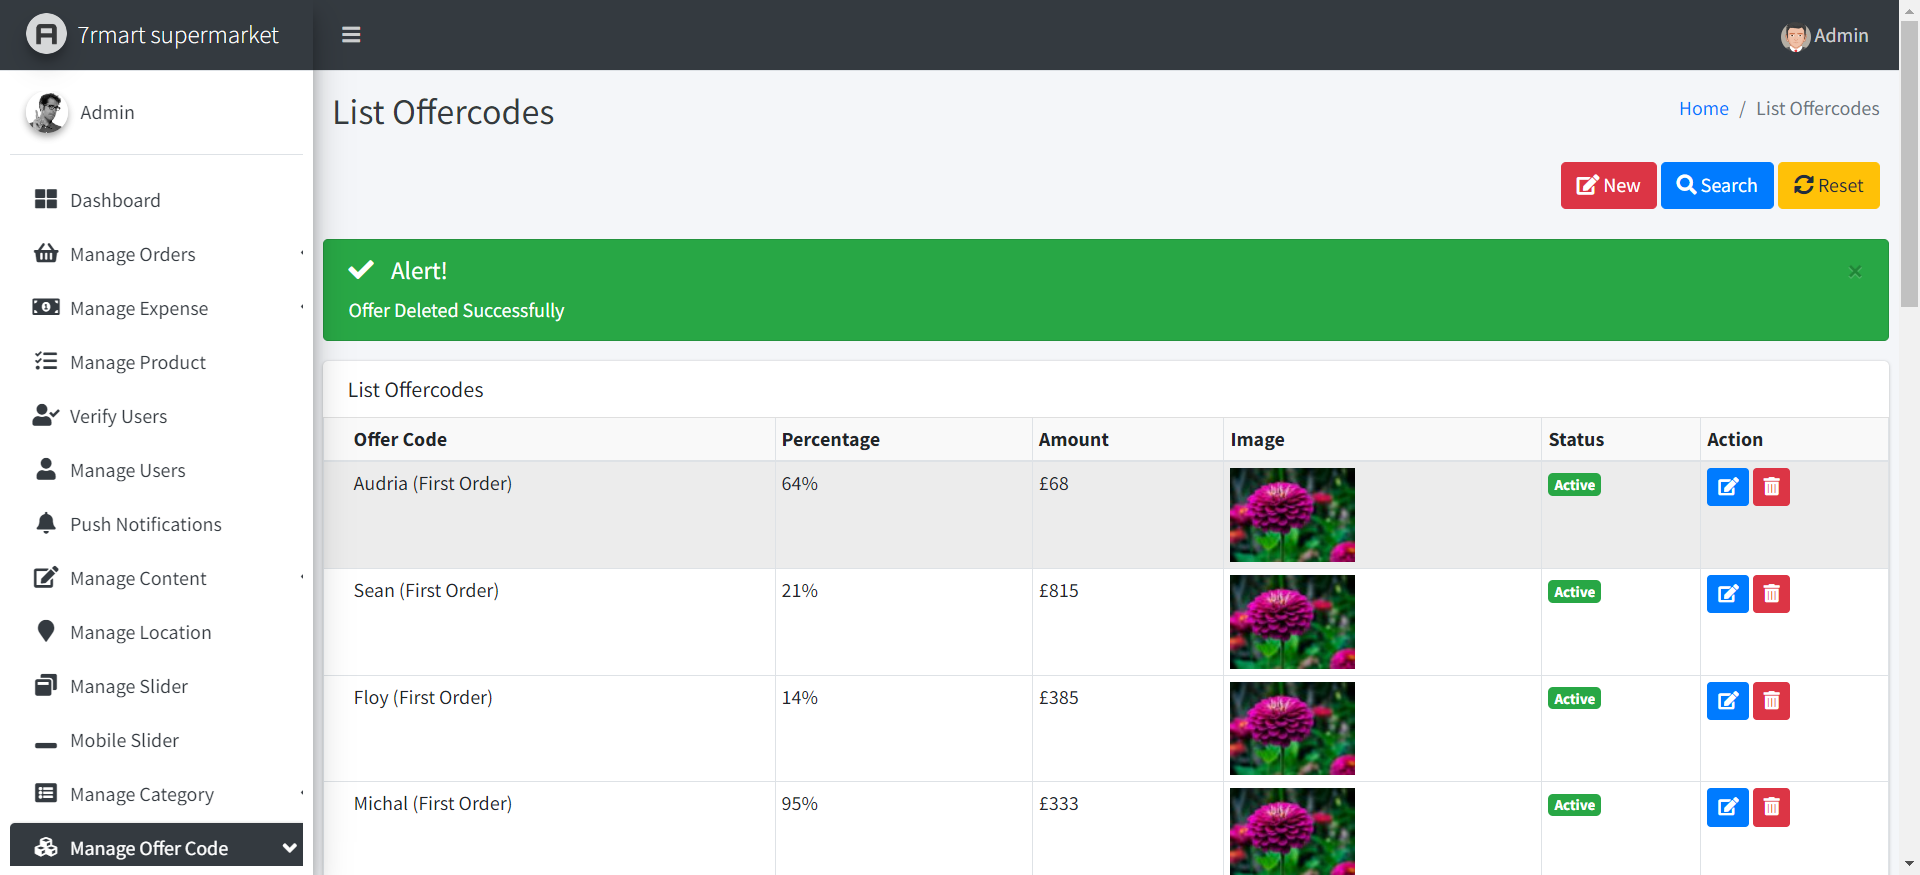 7rmart supermarket
Admin
Admin
Dashboard
Manage Orders
Manage Expense
Manage Product
Verify Users
Manage Users
Push Notifications
Manage Content
Manage Location
Manage Slider
Mobile Slider
Manage Category
Manage Offer Code
List Offercodes
Home / List Offercodes
New Search Reset
Alert! ×
Offer Deleted Successfully
List Offercodes
Offer Code Percentage Amount Image Status Action
Audria (First Order) 64% £68 Active
Sean (First Order) 21% £815 Active
Floy (First Order) 14% £385 Active
Michal (First Order) 95% £333 Active